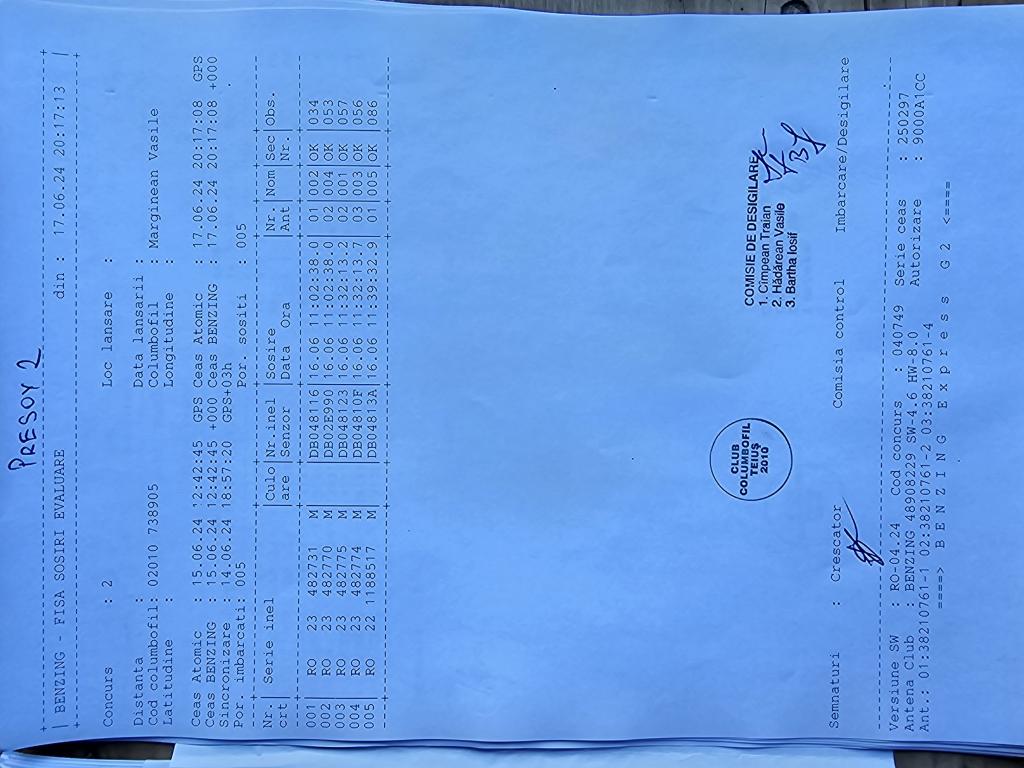 PRESOV 2
| BENZING - FISA SOSIRI EVALUARE din : 17.06.24 20:17:13 |
Concurs : 2 Loc lansare :
Distanta : Data lansarii :
Cod columbofil: 02010 738905 Columbofil : Marginean Vasile
Latitudine : Longitudine :
Ceas Atomic : 15.06.24 12:42:45 GPS Ceas Atomic : 17.06.24 20:17:08 GPS
Ceas BENZING : 15.06.24 12:42:45 +000 Ceas BENZING : 17.06.24 20:17:08 +000
Sincronizare : 14.06.24 18:57:20 GPS+03h
Por. imbarcati: 005 Por. sositi : 005
Nr. | Serie inel |Culo|Nr.inel |Sosire |Nr.|Nom|Sec|Obs.
crt| |are |Senzor |Data Ora |Ant| |Nr.|
001| RO 23 482731 M |DB048116|16.06 11:02:38.0|01|002|OK |034
002| RO 23 482770 M |DB02E990|16.06 11:02:38.0|02|004|OK |053
003| RO 23 482775 M |DB048123|16.06 11:32:13.2|02|001|OK |057
004| RO 23 482774 M |DB04810F|16.06 11:32:13.7|03|003|OK |056
005| RO 22 1188517 M |DB04813A|16.06 11:39:32.9|01|005|OK |086
CLUB
COLUMBOFIL
TEIUȘ
2010
COMISIE DE DESIGILARE
1. Cîmpean Traian
2. Hădărean Vasile
3. Bartha Iosif
Semnaturi : Crescator Comisia control Imbarcare/Desigilare
Versiune SW : RO-04.24 Cod concurs : 040749 Serie ceas : 250297
Antena Club : BENZING 48908229 SW-4.6 HW-8.0 Autorizare : 9000A1CC
Ant.: 01:38210761-1 02:38210761-2 03:38210761-4
====> B E N Z I N G E x p r e s s G 2 <====